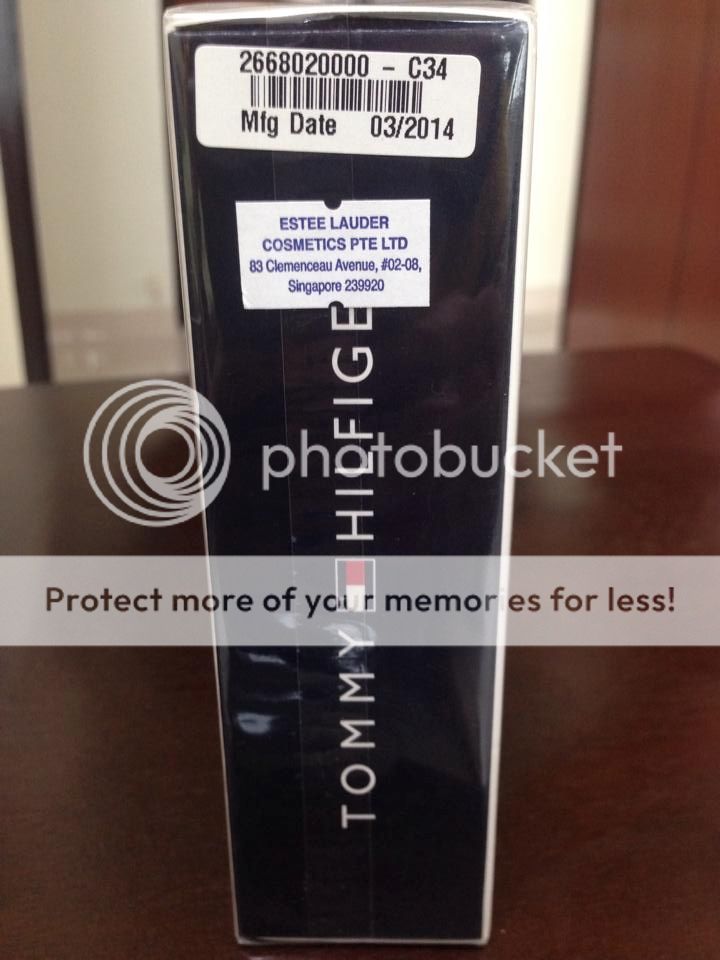 2668020000 - C34
Mfg Date 03/2014
ESTEE LAUDER
COSMETICS PTE LTD
83 Clemenceau Avenue, #02-08,
Singapore 239920
TOMMY HILFIGE
photobucket
Protect more of your memories for less!